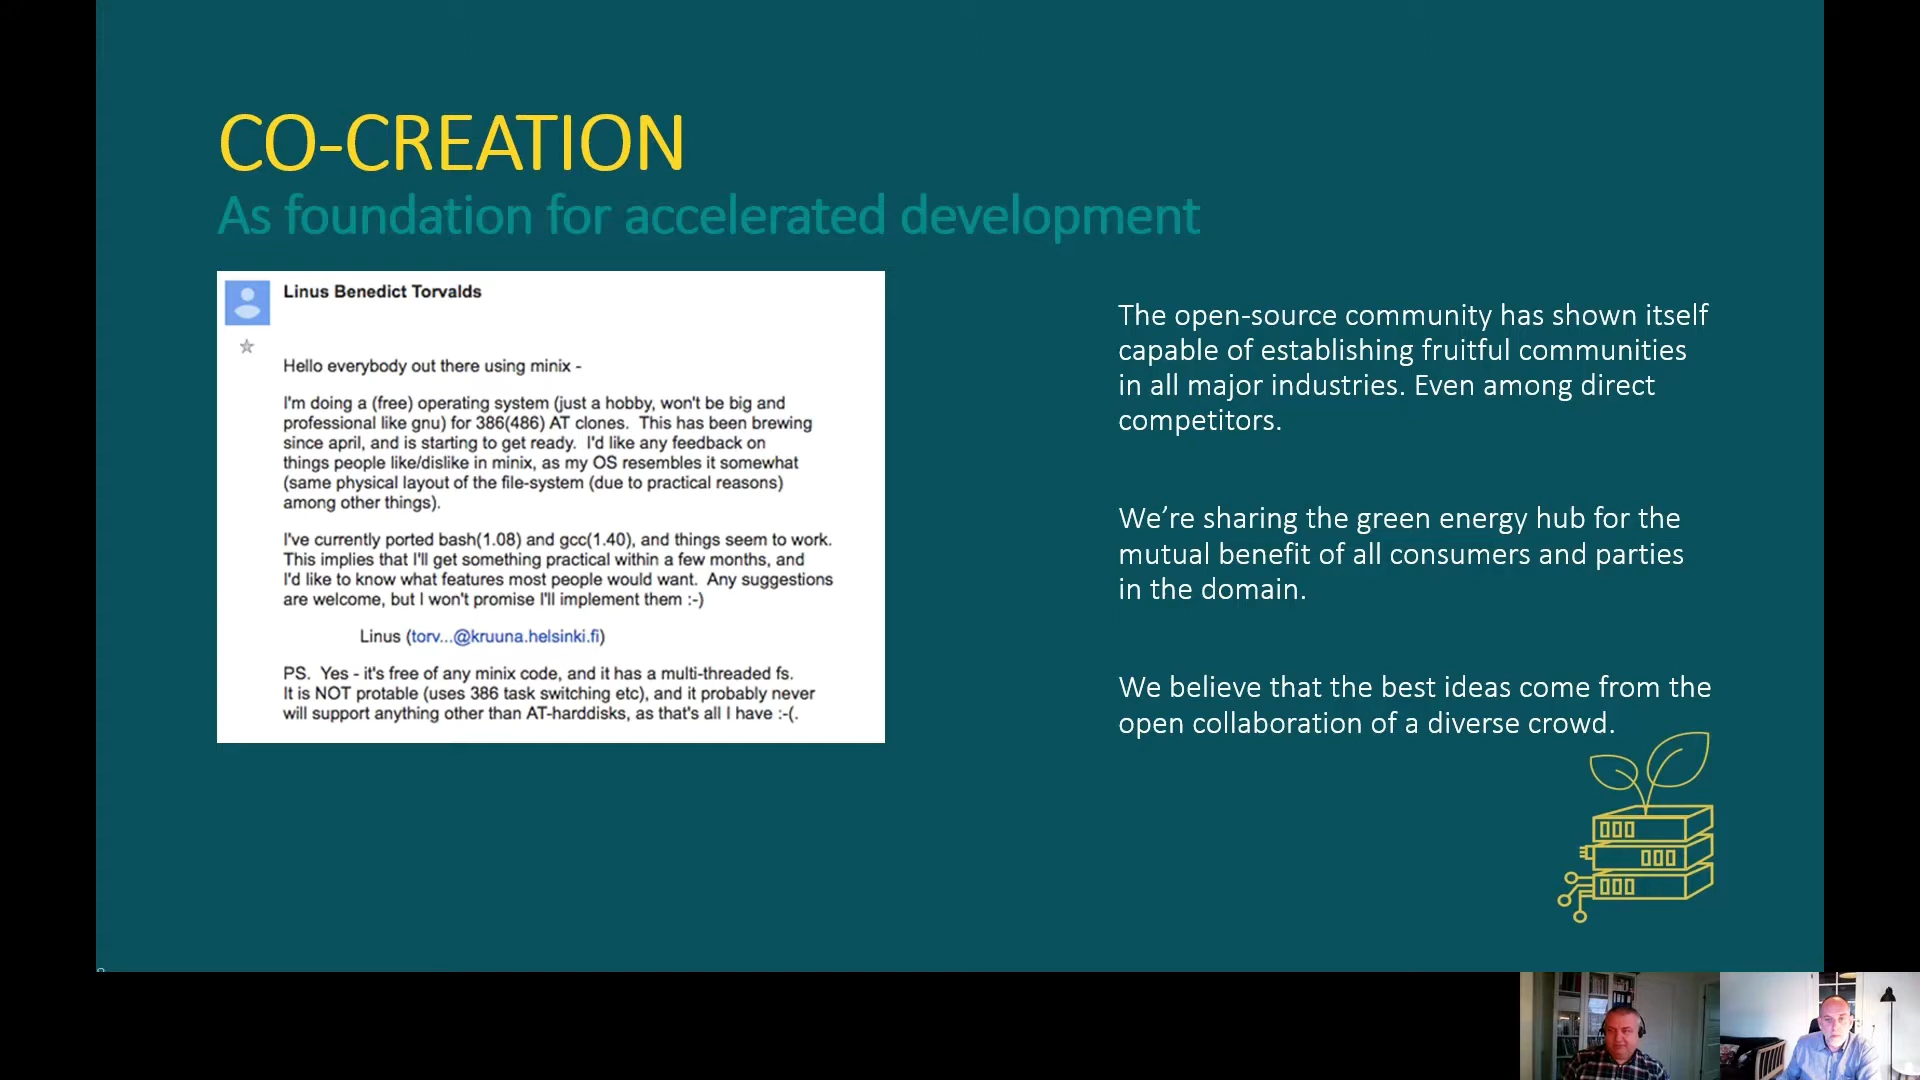 CO-CREATION
As foundation for accelerated development
Linus Benedict Torvalds
Hello everybody out there using minix -
I'm doing a (free) operating system (just a hobby, won't be big and
professional like gnu) for 386(486) AT clones.  This has been brewing
since april, and is starting to get ready.  I'd like any feedback on
things people like/dislike in minix, as my OS resembles it somewhat
(same physical layout of the file-system (due to practical reasons)
among other things).
I've currently ported bash(1.08) and gcc(1.40), and things seem to work.
This implies that I'll get something practical within a few months, and
I'd like to know what features most people would want.  Any suggestions
are welcome, but I won't promise I'll implement them :-)
Linus (torv...@kruuna.helsinki.fi)
PS.  Yes - it's free of any minix code, and it has a multi-threaded fs.
It is NOT protable (uses 386 task switching etc), and it probably never
will support anything other than AT-harddisks, as that's all I have :-(.
The open-source community has shown itself
capable of establishing fruitful communities
in all major industries. Even among direct
competitors.
We’re sharing the green energy hub for the
mutual benefit of all consumers and parties
in the domain.
We believe that the best ideas come from the
open collaboration of a diverse crowd.